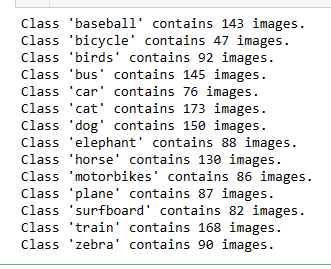 Class 'baseball' contains 143 images.
Class 'bicycle' contains 47 images.
Class 'birds' contains 92 images.
Class 'bus' contains 145 images.
Class 'car' contains 76 images.
Class 'cat' contains 173 images.
Class 'dog' contains 150 images.
Class 'elephant' contains 88 images.
Class 'horse' contains 130 images.
Class 'motorbikes' contains 86 images.
Class 'plane' contains 87 images.
Class 'surfboard' contains 82 images.
Class 'train' contains 168 images.
Class 'zebra' contains 90 images.